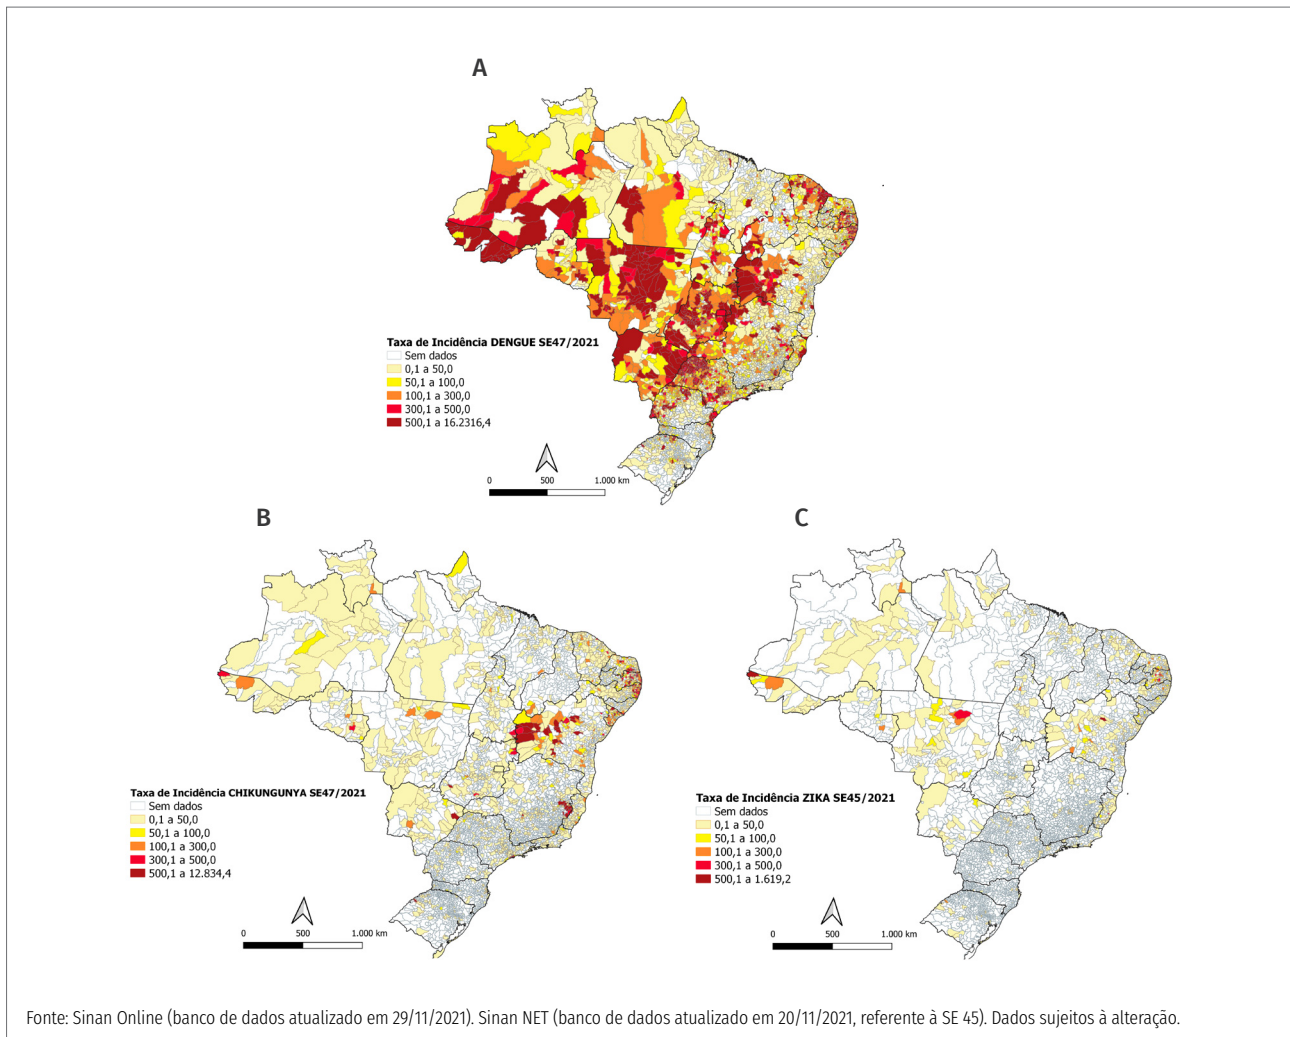 A
Taxa de Incidência DENGUE SE47/2021
Sem dados
0,1 a 50,0
50,1 a 100,0
100,1 a 300,0
300,1 a 500,0
500,1 a 16.2316,4
0 500 1.000 km
B
Taxa de Incidência CHIKUNGUNYA SE47/2021
Sem dados
0,1 a 50,0
50,1 a 100,0
100,1 a 300,0
300,1 a 500,0
500,1 a 12.834,4
0 500 1.000 km
C
Taxa de Incidência ZIKA SE45/2021
Sem dados
0,1 a 50,0
50,1 a 100,0
100,1 a 300,0
300,1 a 500,0
500,1 a 1.619,2
0 500 1.000 km
Fonte: Sinan Online (banco de dados atualizado em 29/11/2021). Sinan NET (banco de dados atualizado em 20/11/2021, referente à SE 45). Dados sujeitos à alteração.